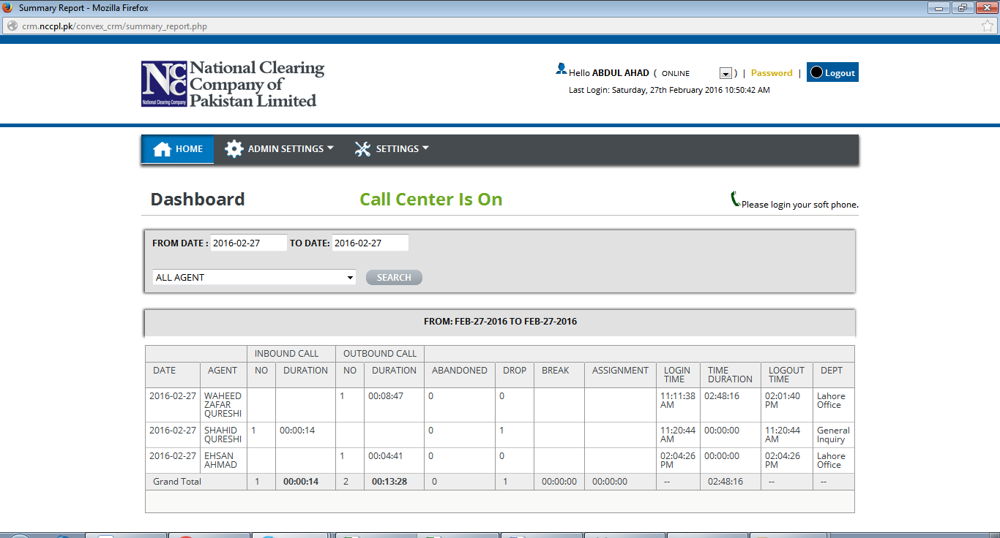 Summary Report - Mozilla Firefox
crm.nccpl.pk/convex_crm/summary_report.php
NCC National Clearing
Company of
Pakistan Limited
National Clearing Company
Hello ABDUL AHAD ( ONLINE ) | Password | Logout
Last Login: Saturday, 27th February 2016 10:50:42 AM
HOME ADMIN SETTINGS SETTINGS
Dashboard Call Center Is On Please login your soft phone.
FROM DATE : 2016-02-27 TO DATE: 2016-02-27
ALL AGENT SEARCH
FROM: FEB-27-2016 TO FEB-27-2016
INBOUND CALL OUTBOUND CALL
DATE AGENT NO DURATION NO DURATION ABANDONED DROP BREAK ASSIGNMENT LOGIN TIME LOGOUT DEPT
TIME DURATION TIME
2016-02-27 WAHEED 1 00:08:47 0 0 11:11:38 02:48:16 02:01:40 Lahore
ZAFAR AM PM Office
QURESHI
2016-02-27 SHAHID 1 00:00:14 0 1 11:20:44 00:00:00 11:20:44 General
QURESHI AM AM Inquiry
2016-02-27 EHSAN 1 00:04:41 0 0 02:04:26 00:00:00 02:04:26 Lahore
AHMAD PM PM Office
Grand Total 1 00:00:14 2 00:13:28 0 1 00:00:00 00:00:00 -- 02:48:16 -- --